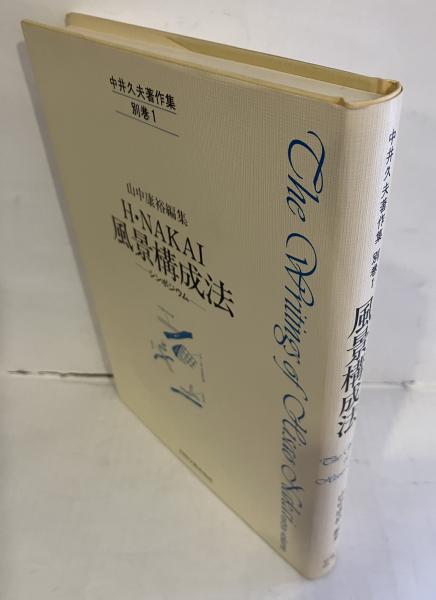 中井久夫著作集
別巻1
山中康裕編集
H・NAKAI
風景構成法
シンポジウム
The Writings of Hisao Nakai
中井久夫著作集 別巻1
風景構成法